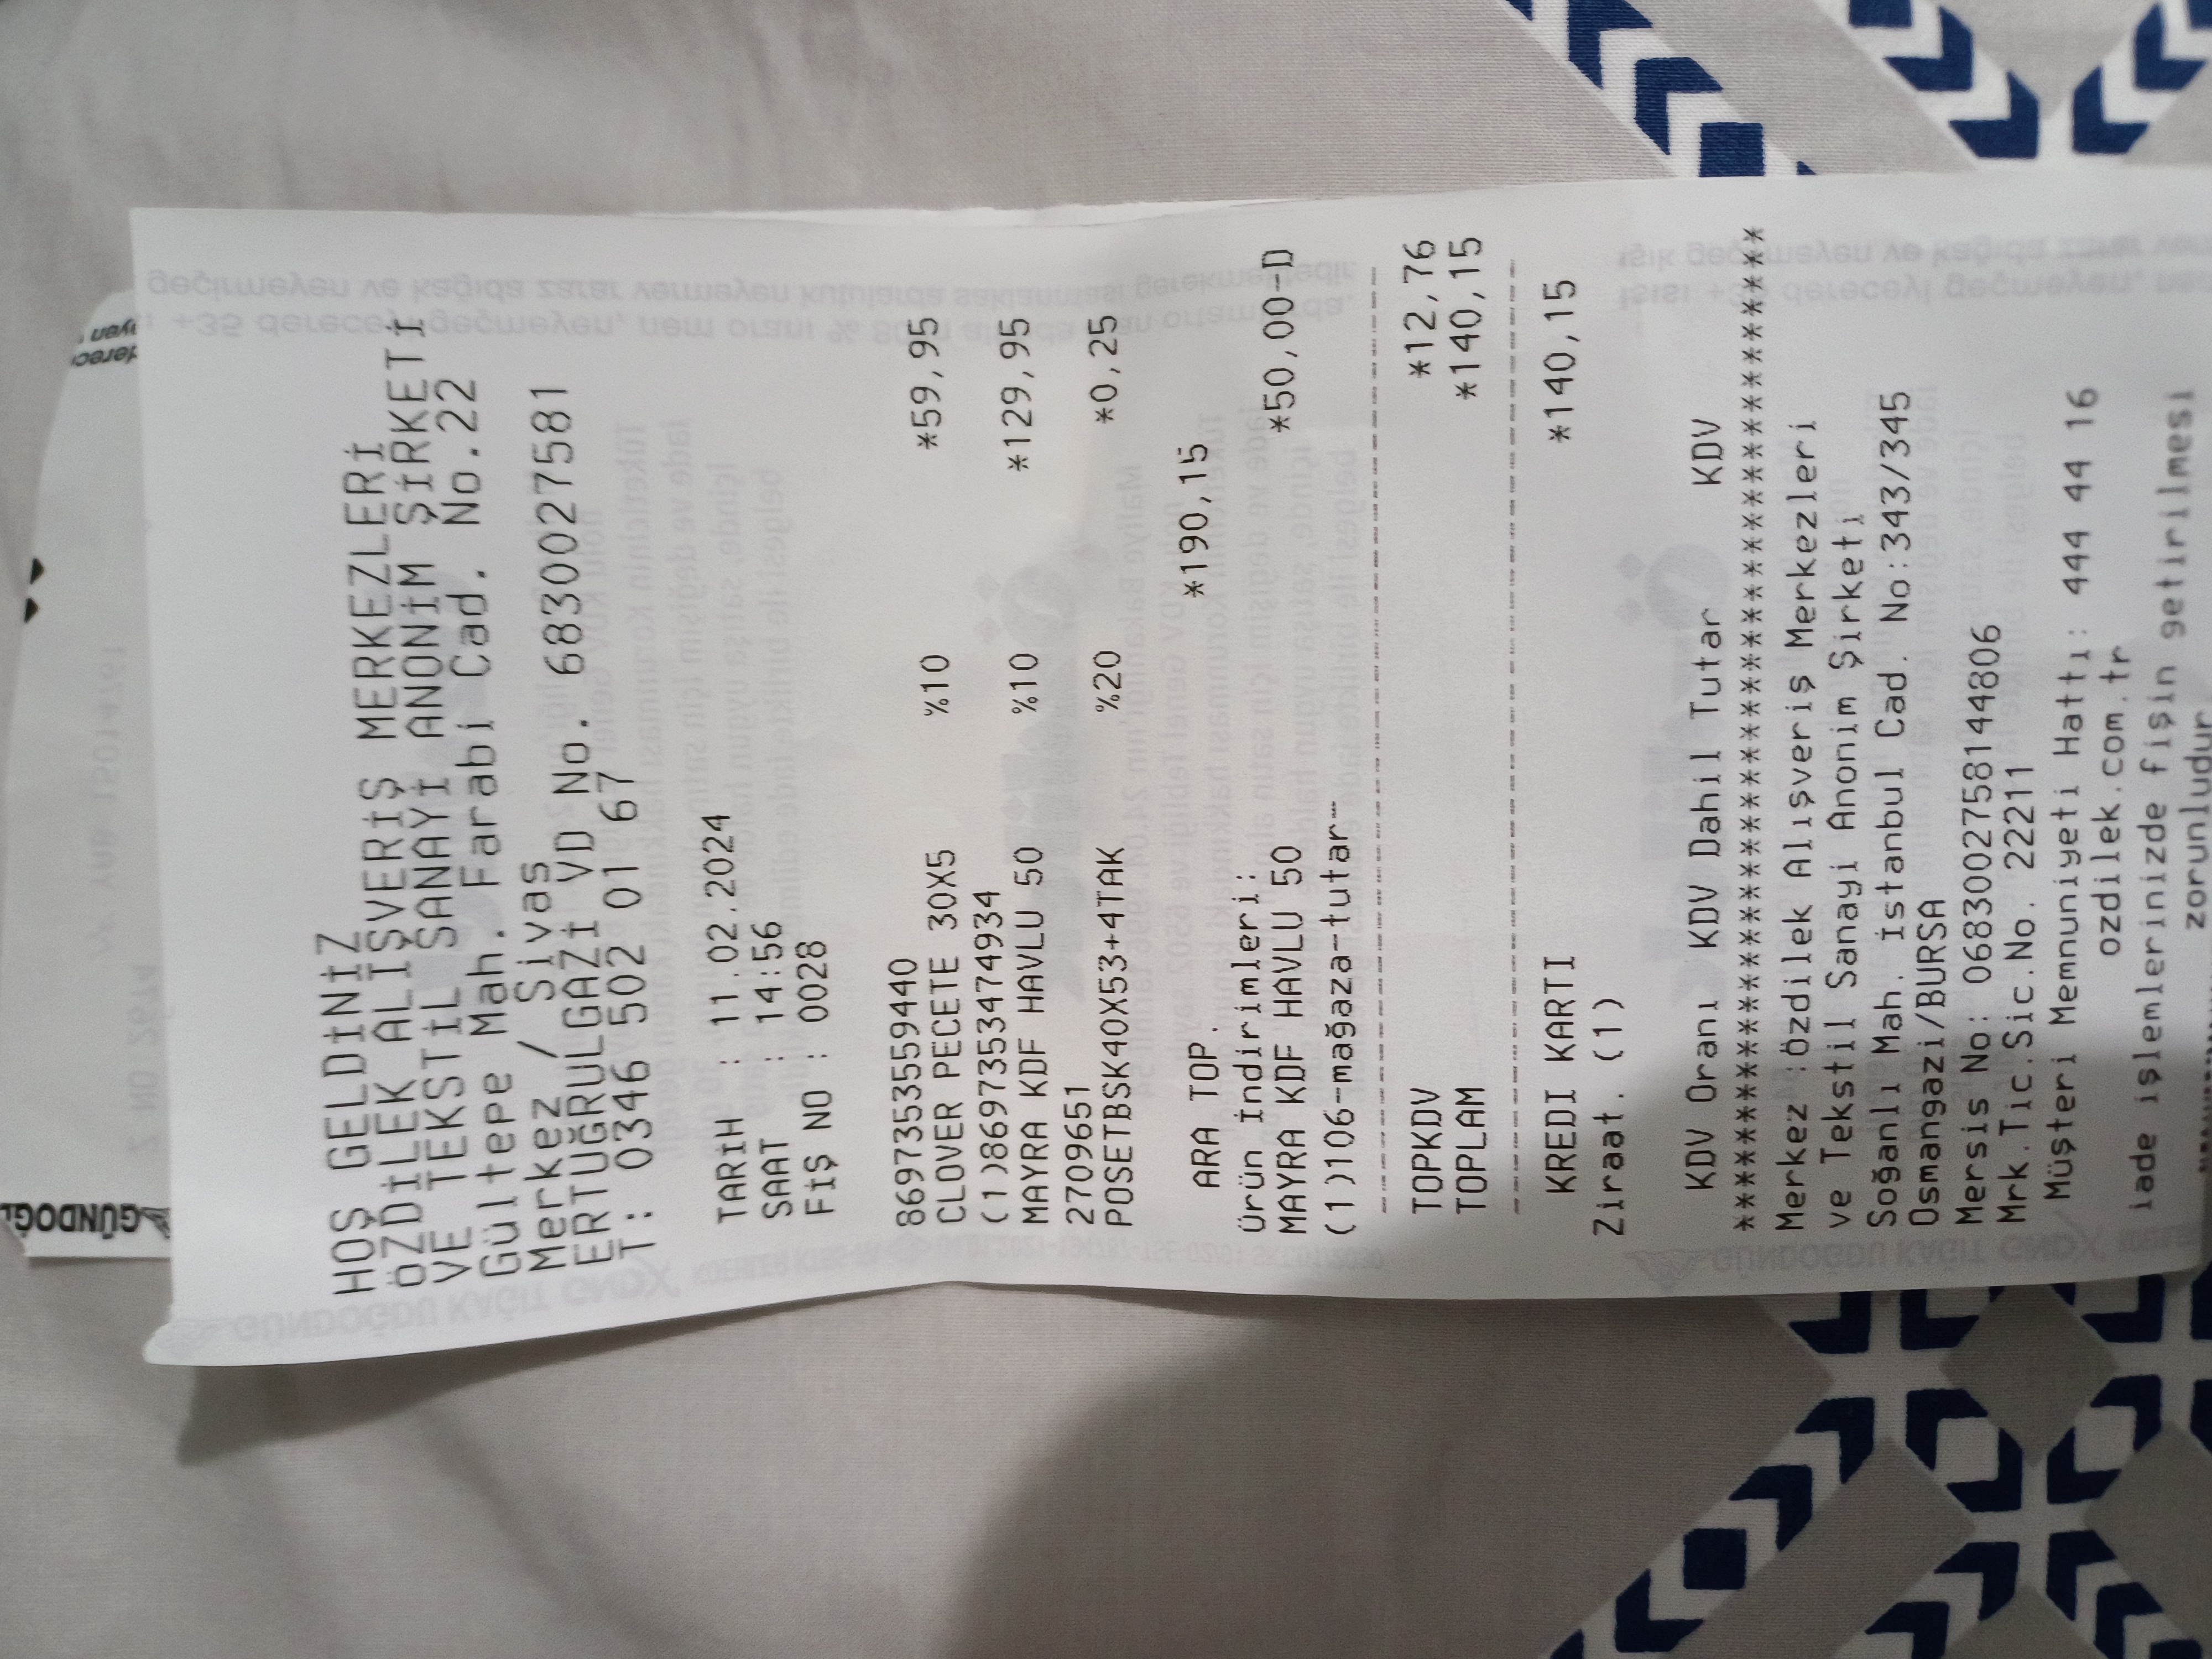 HOŞ GELDİNİZ
ÖZDİLEK ALIŞVERİŞ MERKEZLERİ
VE TEKSTİL SANAYİ ANONİM ŞİRKETİ
Gültepe Mah. Farabi Cad. No.22
Merkez / Sivas
ERTUĞRULGAZİ VD No. 6830027581
T: 0346 502 01 67
TARİH : 11.02.2024
SAAT : 14:56
FİŞ NO : 0028
8697353559440
CLOVER PECETE 30X5 %10 *59,95
(1)8697353474934
MAYRA KDF HAVLU 50 %10 *129,95
2709651
POSETBSK40X53+4TAK %20 *0,25
ARA TOP. *190,15
Ürün İndirimleri:
MAYRA KDF HAVLU 50 *50,00-D
(1)106-mağaza-tutar-
TOPKDV *12,76
TOPLAM *140,15
KREDI KARTI *140,15
Ziraat. (1)
KDV Oranı KDV Dahil Tutar KDV
******************************************
Merkez :Özdilek Alışveriş Merkezleri
ve Tekstil Sanayi Anonim Şirketi
Soğanlı Mah. İstanbul Cad. No:343/345
Osmangazi/BURSA
Mersis No: 0683002758144806
Mrk.Tic.Sic.No. 22211
Müşteri Memnuniyeti Hattı: 444 44 16
ozdilek.com.tr
iade işlemlerinizde fişin getirilmesi
zorunludur.